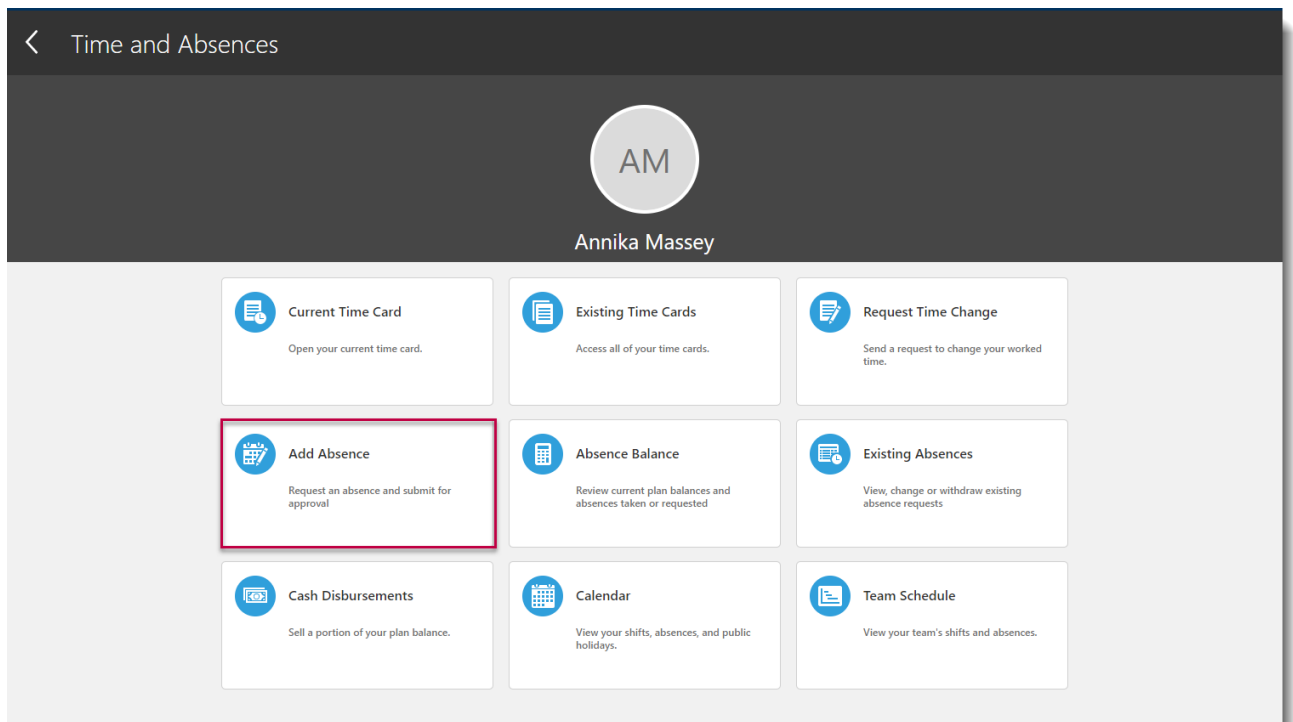 Time and Absences
AM
Annika Massey
Current Time Card
Open your current time card.
Existing Time Cards
Access all of your time cards.
Request Time Change
Send a request to change your worked
time.
Add Absence
Request an absence and submit for
approval
Absence Balance
Review current plan balances and
absences taken or requested
Existing Absences
View, change or withdraw existing
absence requests
Cash Disbursements
Sell a portion of your plan balance.
Calendar
View your shifts, absences, and public
holidays.
Team Schedule
View your team's shifts and absences.